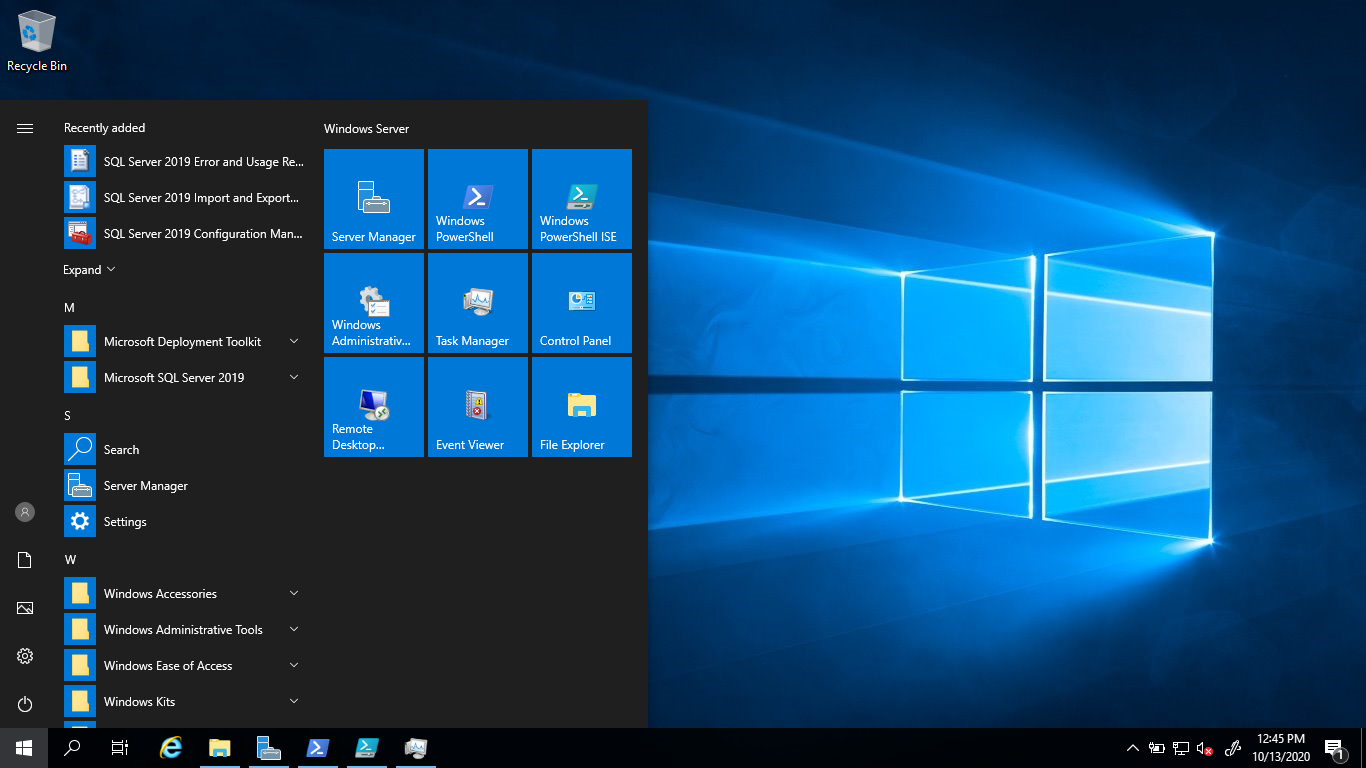 Recycle Bin
Recently added
SQL Server 2019 Error and Usage Re...
SQL Server 2019 Import and Export...
SQL Server 2019 Configuration Man...
Expand
M
Microsoft Deployment Toolkit
Microsoft SQL Server 2019
S
Search
Server Manager
Settings
W
Windows Accessories
Windows Administrative Tools
Windows Ease of Access
Windows Kits
Windows Server
Server Manager
Windows
PowerShell
Windows
PowerShell ISE
Windows
Administrativ...
Task Manager
Control Panel
Remote
Desktop...
Event Viewer
File Explorer
12:45 PM
10/13/2020
1